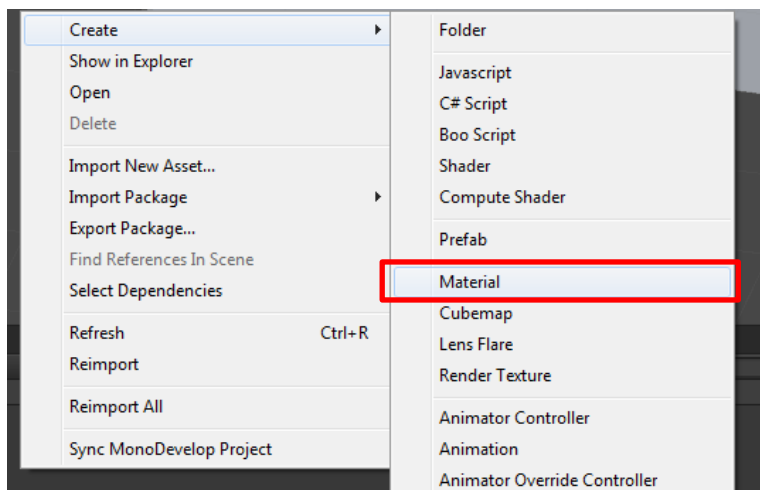 Create
Show in Explorer
Open
Delete
Import New Asset...
Import Package
Export Package...
Find References In Scene
Select Dependencies
Refresh Ctrl+R
Reimport
Reimport All
Sync MonoDevelop Project
Folder
Javascript
C# Script
Boo Script
Shader
Compute Shader
Prefab
Material
Cubemap
Lens Flare
Render Texture
Animator Controller
Animation
Animator Override Controller